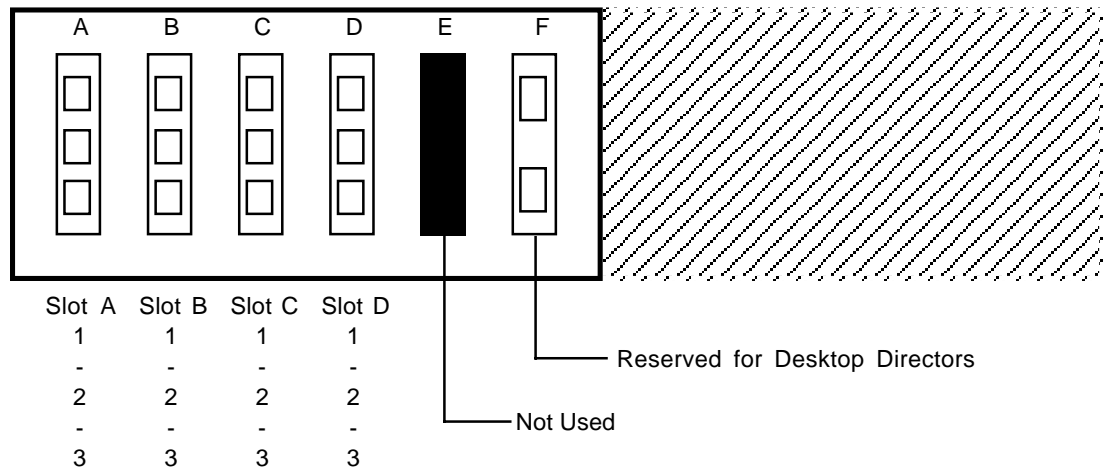 A B C D E F
Slot A Slot B Slot C Slot D
1 1 1 1
- - - -
Reserved for Desktop Directors
2 2 2 2
- - - -
Not Used
3 3 3 3